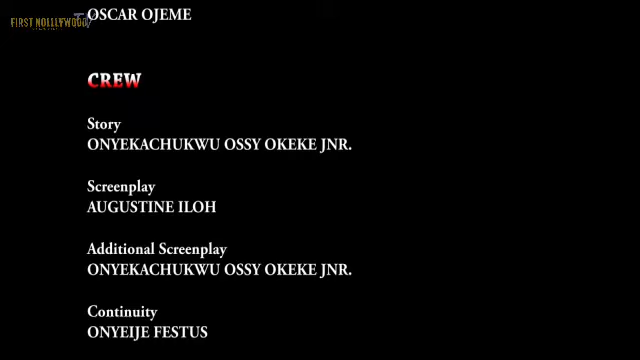 FIRST NOLLYWOOD
TV
OSCAR OJEME
CREW
Story
ONYEKACHUKWU OSSY OKEKE JNR.
Screenplay
AUGUSTINE ILOH
Additional Screenplay
ONYEKACHUKWU OSSY OKEKE JNR.
Continuity
ONYEIJE FESTUS